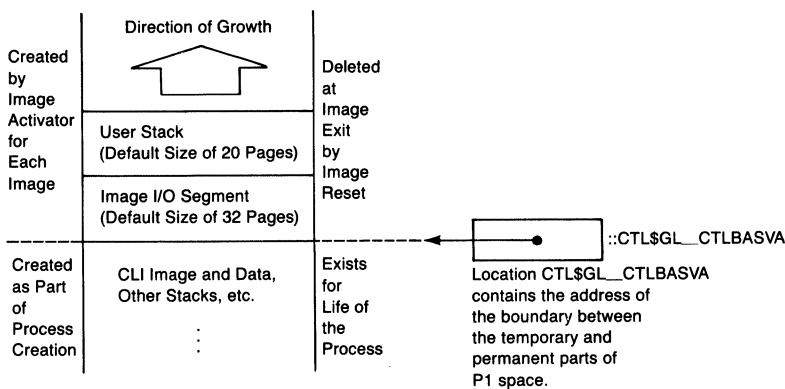 Direction of Growth
Created
by
Image
Activator
for
Each
Image
User Stack
(Default Size of 20 Pages)
Image I/O Segment
(Default Size of 32 Pages)
Deleted
at
Image
Exit
by
Image
Reset
::CTL$GL__CTLBASVA
Location CTL$GL__CTLBASVA
contains the address of
the boundary between
the temporary and
permanent parts of
P1 space.
Created
as Part
of
Process
Creation
CLI Image and Data,
Other Stacks, etc.
Exists
for
Life of
the
Process